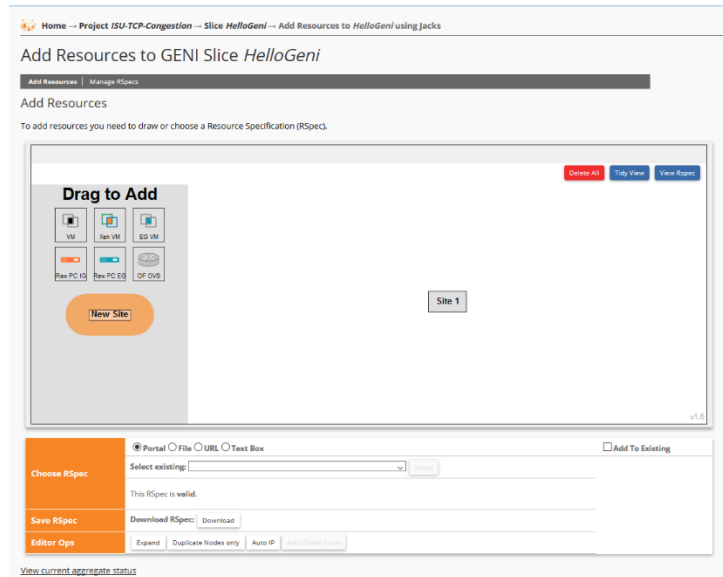 Home → Project ISU-TCP-Congestion → Slice HelloGeni → Add Resources to HelloGeni using Jacks
Add Resources to GENI Slice HelloGeni
Add Resources | Manage RSpecs
Add Resources
To add resources you need to draw or choose a Resource Specification (RSpec).
Delete All Tidy View View Rspec
Drag to Add
VM Xen VM EG VM
Raw PC IG Raw PC EG OF OVS
New Site
Site 1
v1.6
Choose RSpec
Portal File URL Text Box
Add To Existing
Select existing: Select
This RSpec is valid.
Save RSpec Download RSpec: Download
Editor Ops Expand Duplicate Nodes only Auto IP Add Global Node
View current aggregate status